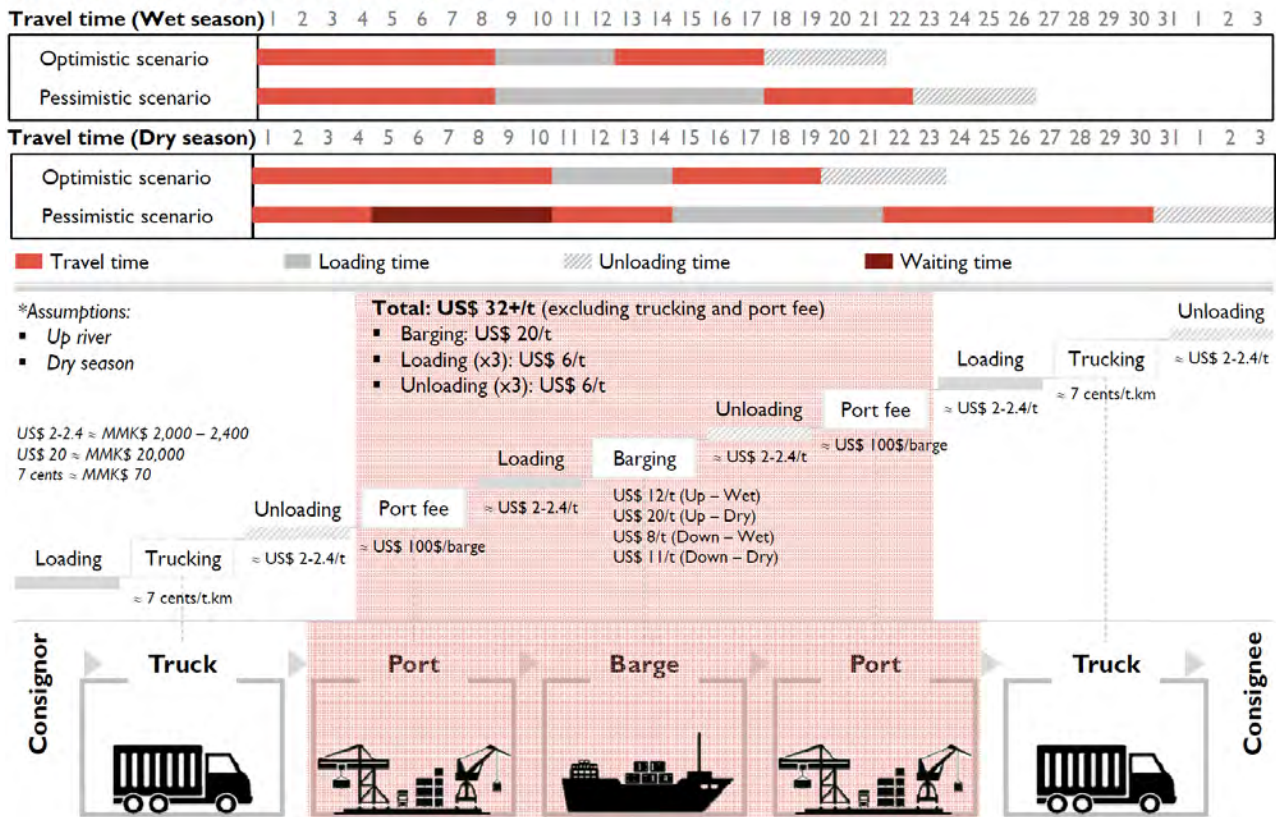 Travel time (Wet season) 1 2 3 4 5 6 7 8 9 10 11 12 13 14 15 16 17 18 19 20 21 22 23 24 25 26 27 28 29 30 31 1 2 3
Optimistic scenario
Pessimistic scenario
Travel time (Dry season) 1 2 3 4 5 6 7 8 9 10 11 12 13 14 15 16 17 18 19 20 21 22 23 24 25 26 27 28 29 30 31 1 2 3
Optimistic scenario
Pessimistic scenario
Travel time Loading time Unloading time Waiting time
*Assumptions:
▪ Up river
▪ Dry season
US$ 2-2.4 ≈ MMK$ 2,000 – 2,400
US$ 20 ≈ MMK$ 20,000
7 cents ≈ MMK$ 70
Total: US$ 32+/t (excluding trucking and port fee)
▪ Barging: US$ 20/t
▪ Loading (x3): US$ 6/t
▪ Unloading (x3): US$ 6/t
Loading
Trucking
≈ 7 cents/t.km
Unloading
≈ US$ 2-2.4/t
Port fee
≈ US$ 100$/barge
Loading
≈ US$ 2-2.4/t
Barging
US$ 12/t (Up – Wet)
US$ 20/t (Up – Dry)
US$ 8/t (Down – Wet)
US$ 11/t (Down – Dry)
Unloading
≈ US$ 2-2.4/t
Port fee
≈ US$ 100$/barge
Loading
≈ US$ 2-2.4/t
Trucking
≈ 7 cents/t.km
Unloading
≈ US$ 2-2.4/t
Consignor
Truck
Port
Barge
Port
Truck
Consignee